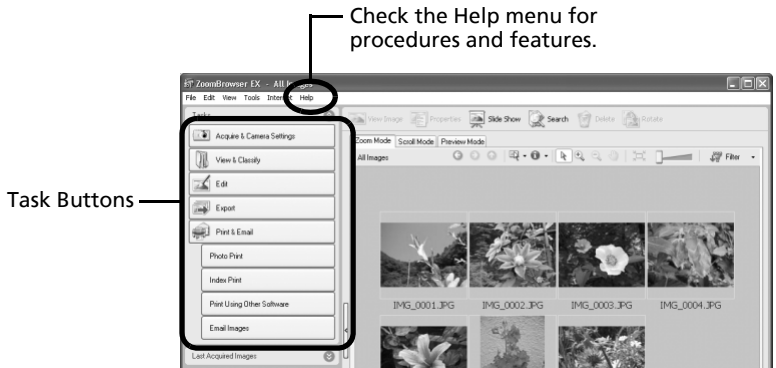 Check the Help menu for
procedures and features.
ZoomBrowser EX - All Images
File Edit View Tools Internet Help
Tasks
View Image Properties Slide Show Search Delete Rotate
Acquire & Camera Settings
Zoom Mode Scroll Mode Preview Mode
All Images
Filter
View & Classify
Edit
Task Buttons
Export
Print & Email
Photo Print
Index Print
Print Using Other Software
Email Images
IMG_0001.JPG IMG_0002.JPG IMG_0003.JPG IMG_0004.JPG
Last Acquired Images